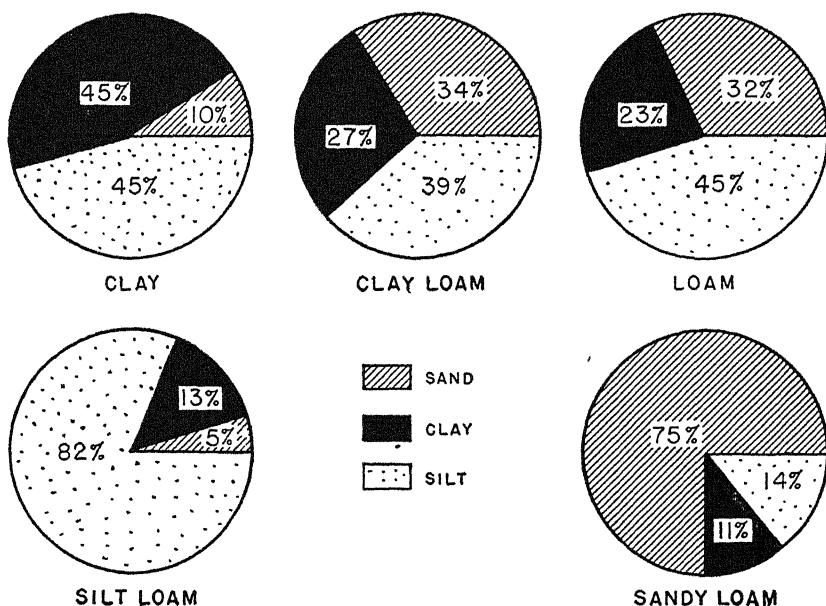 45%
10%
45%
CLAY
34%
27%
39%
CLAY LOAM
32%
23%
45%
LOAM
13%
5%
82%
SILT LOAM
SAND
CLAY
SILT
75%
14%
11%
SANDY LOAM